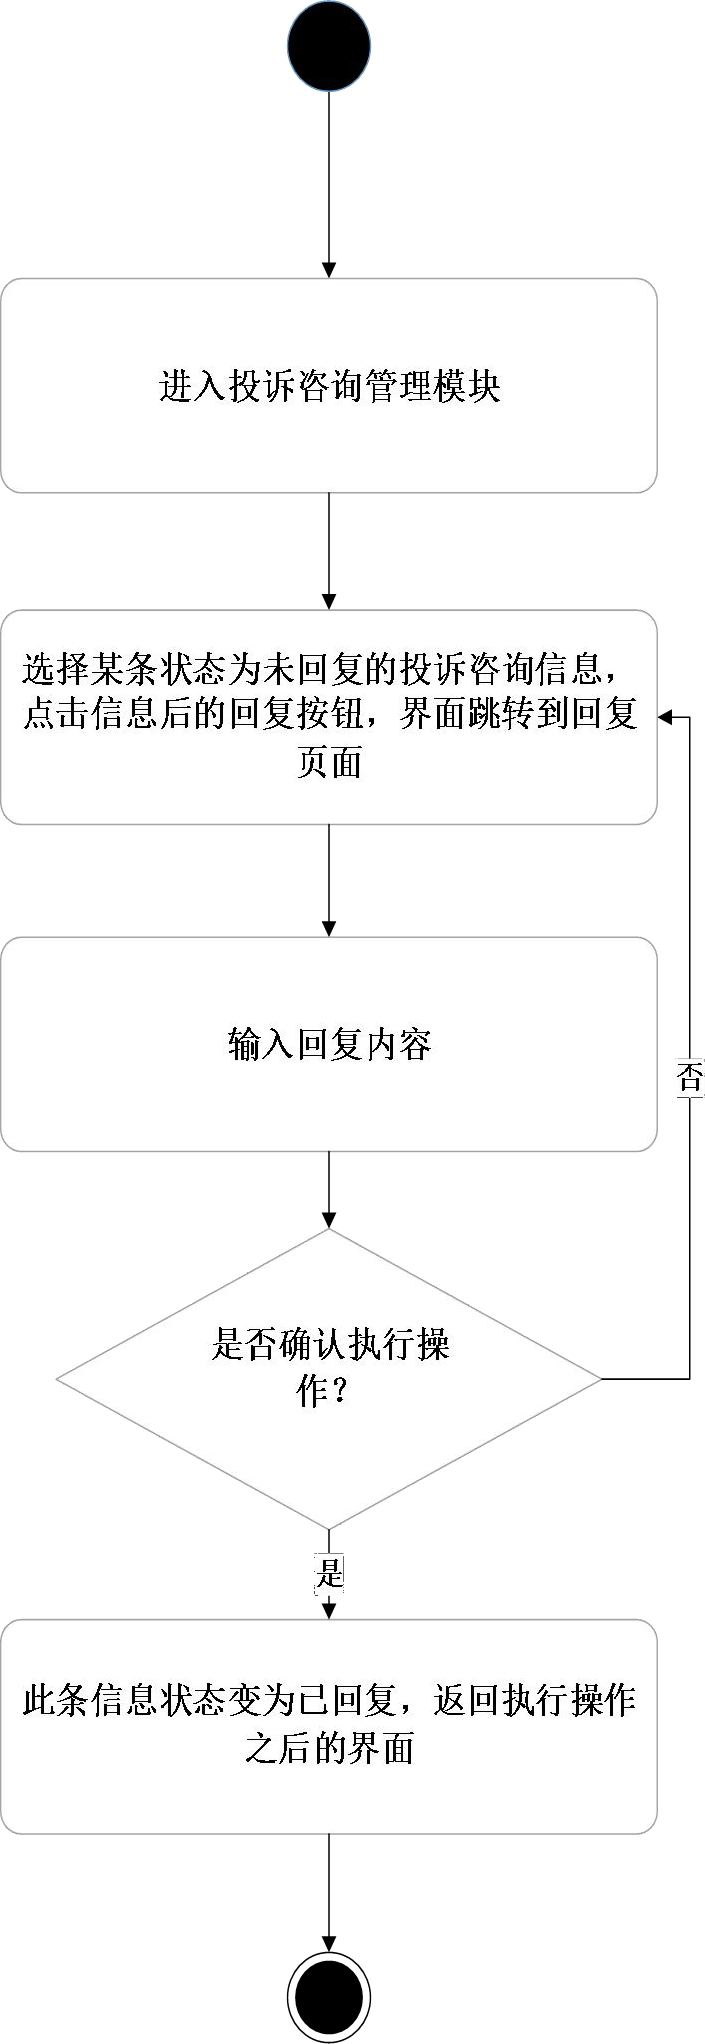 进入投诉咨询管理模块
选择某条状态为未回复的投诉咨询信息，
点击信息后的回复按钮，界面跳转到回复
页面
输入回复内容
否
是否确认执行操
作？
是
此条信息状态变为已回复，返回执行操作
之后的界面